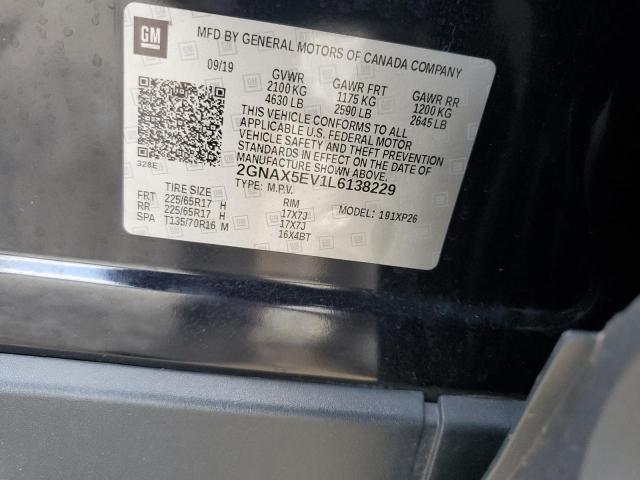 GM
MFD BY GENERAL MOTORS OF CANADA COMPANY
09/19 GVWR GAWR FRT GAWR RR
2100 KG 1175 KG 1200 KG
4630 LB 2590 LB 2645 LB
THIS VEHICLE CONFORMS TO ALL
APPLICABLE U.S. FEDERAL MOTOR
VEHICLE SAFETY AND THEFT
PREVENTION STANDARDS IN EFFECT
ON THE DATE OF MANUFACTURE
SHOWN ABOVE.
328E
2GNAX5EV1L6138229
TYPE: M.P.V.
TIRE SIZE RIM
FRT 225/65R17 H 17X7J MODEL: 191XP26
RR 225/65R17 H 17X7J
SPA T135/70R16 M 16X4BT